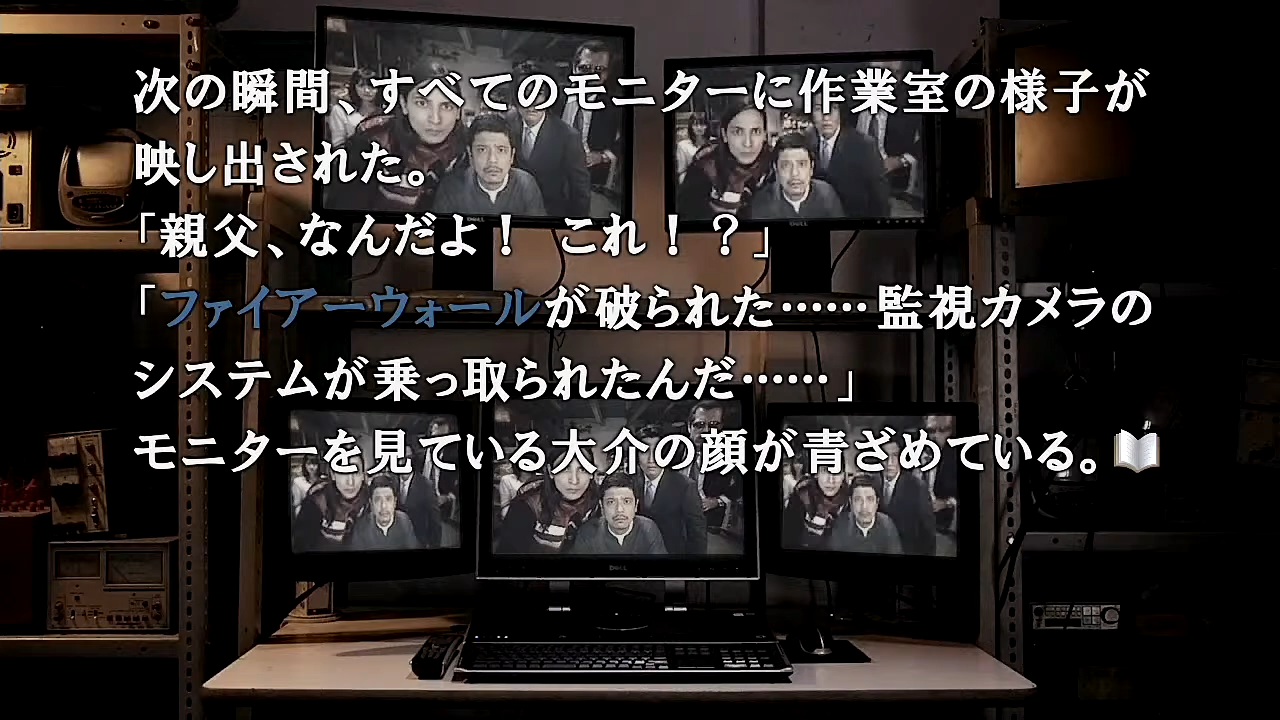 次の瞬間、すべてのモニターに作業室の様子が
映し出された。
「親父、なんだよ！　これ！？」
「ファイアーウォールが破られた……監視カメラの
システムが乗っ取られたんだ……」
モニターを見ている大介の顔が青ざめている。
DELL
DELL
DELL